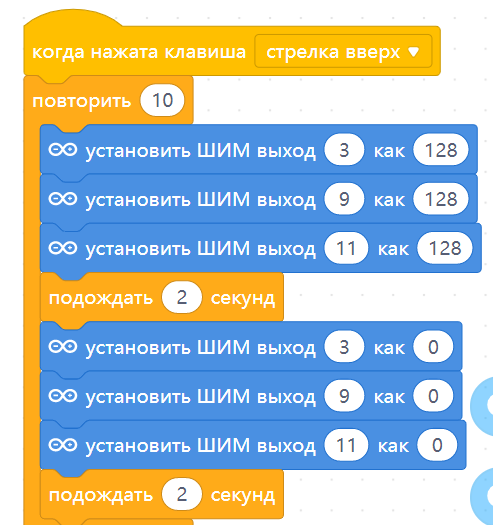 когда нажата клавиша стрелка вверх
повторить 10
установить ШИМ выход 3 как 128
установить ШИМ выход 9 как 128
установить ШИМ выход 11 как 128
подождать 2 секунд
установить ШИМ выход 3 как 0
установить ШИМ выход 9 как 0
установить ШИМ выход 11 как 0
подождать 2 секунд